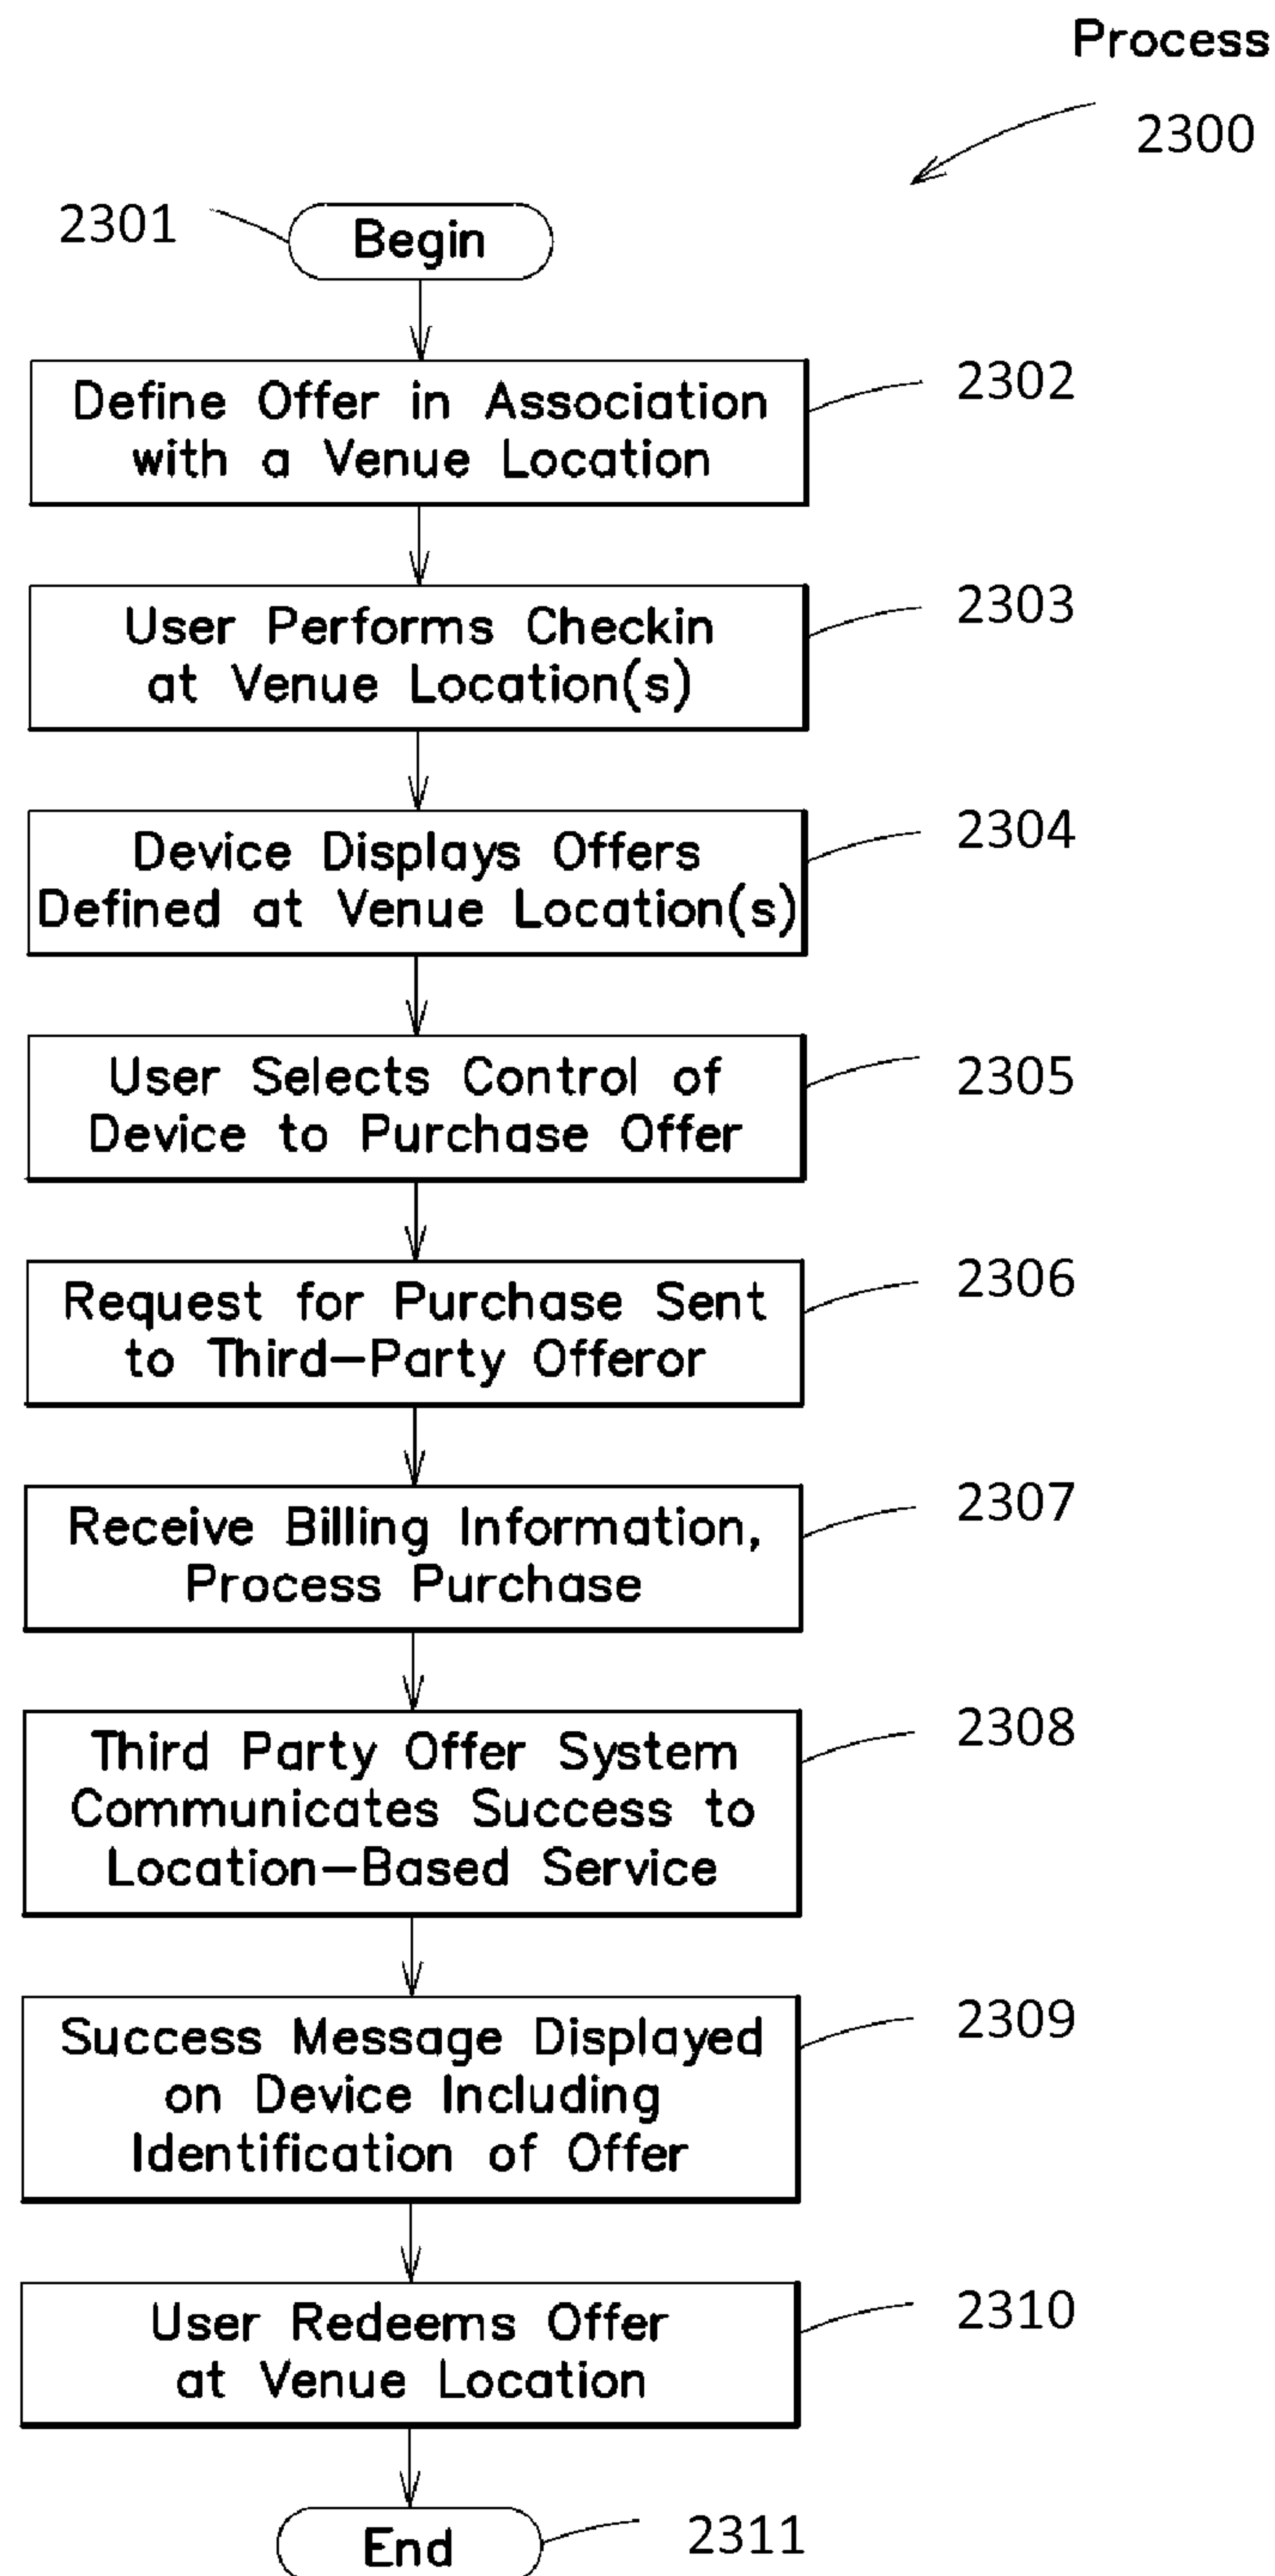 Process
2300
2301
Begin
2302
Define Offer in Association
with a Venue Location
2303
User Performs Checkin
at Venue Location(s)
2304
Device Displays Offers
Defined at Venue Location(s)
2305
User Selects Control of
Device to Purchase Offer
2306
Request for Purchase Sent
to Third-Party Offeror
2307
Receive Billing Information,
Process Purchase
2308
Third Party Offer System
Communicates Success to
Location-Based Service
2309
Success Message Displayed
on Device Including
Identification of Offer
2310
User Redeems Offer
at Venue Location
End
2311